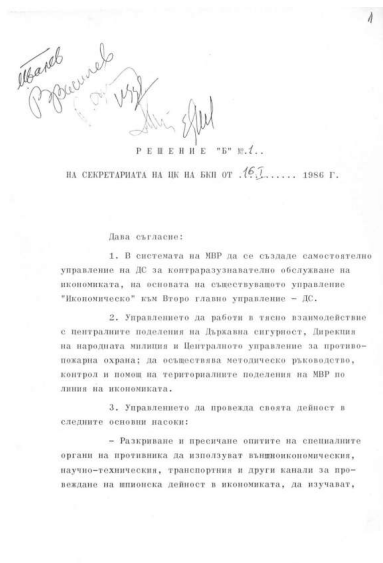 1
Р Е Ш Е Н И Е "Б" №.1..
НА СЕКРЕТАРИАТА НА ЦК НА БКП ОТ .16.I....... 1986 Г.
Дава съгласие:
1. В системата на МВР да се създаде самостоятелно
управление на ДС за контраразузнавателно обслужване на
икономиката, на основата на съществуващото управление
"Икономическо" към Второ главно управление - ДС.
2. Управлението да работи в тясно взаимодействие
с централните поделения на Държавна сигурност, Дирекция
на народната милиция и Централното управление за противо-
пожарна охрана; да осъществява методическо ръководство,
контрол и помощ на териториалните поделения на МВР по
линия на икономиката.
3. Управлението да провежда своята дейност в
следните основни насоки:
- Разкриване и пресичане опитите на специалните
органи на противника да използуват външноикономическия,
научно-техническия, транспортния и други канали за про-
веждане на шпионска дейност в икономиката, да изучават,